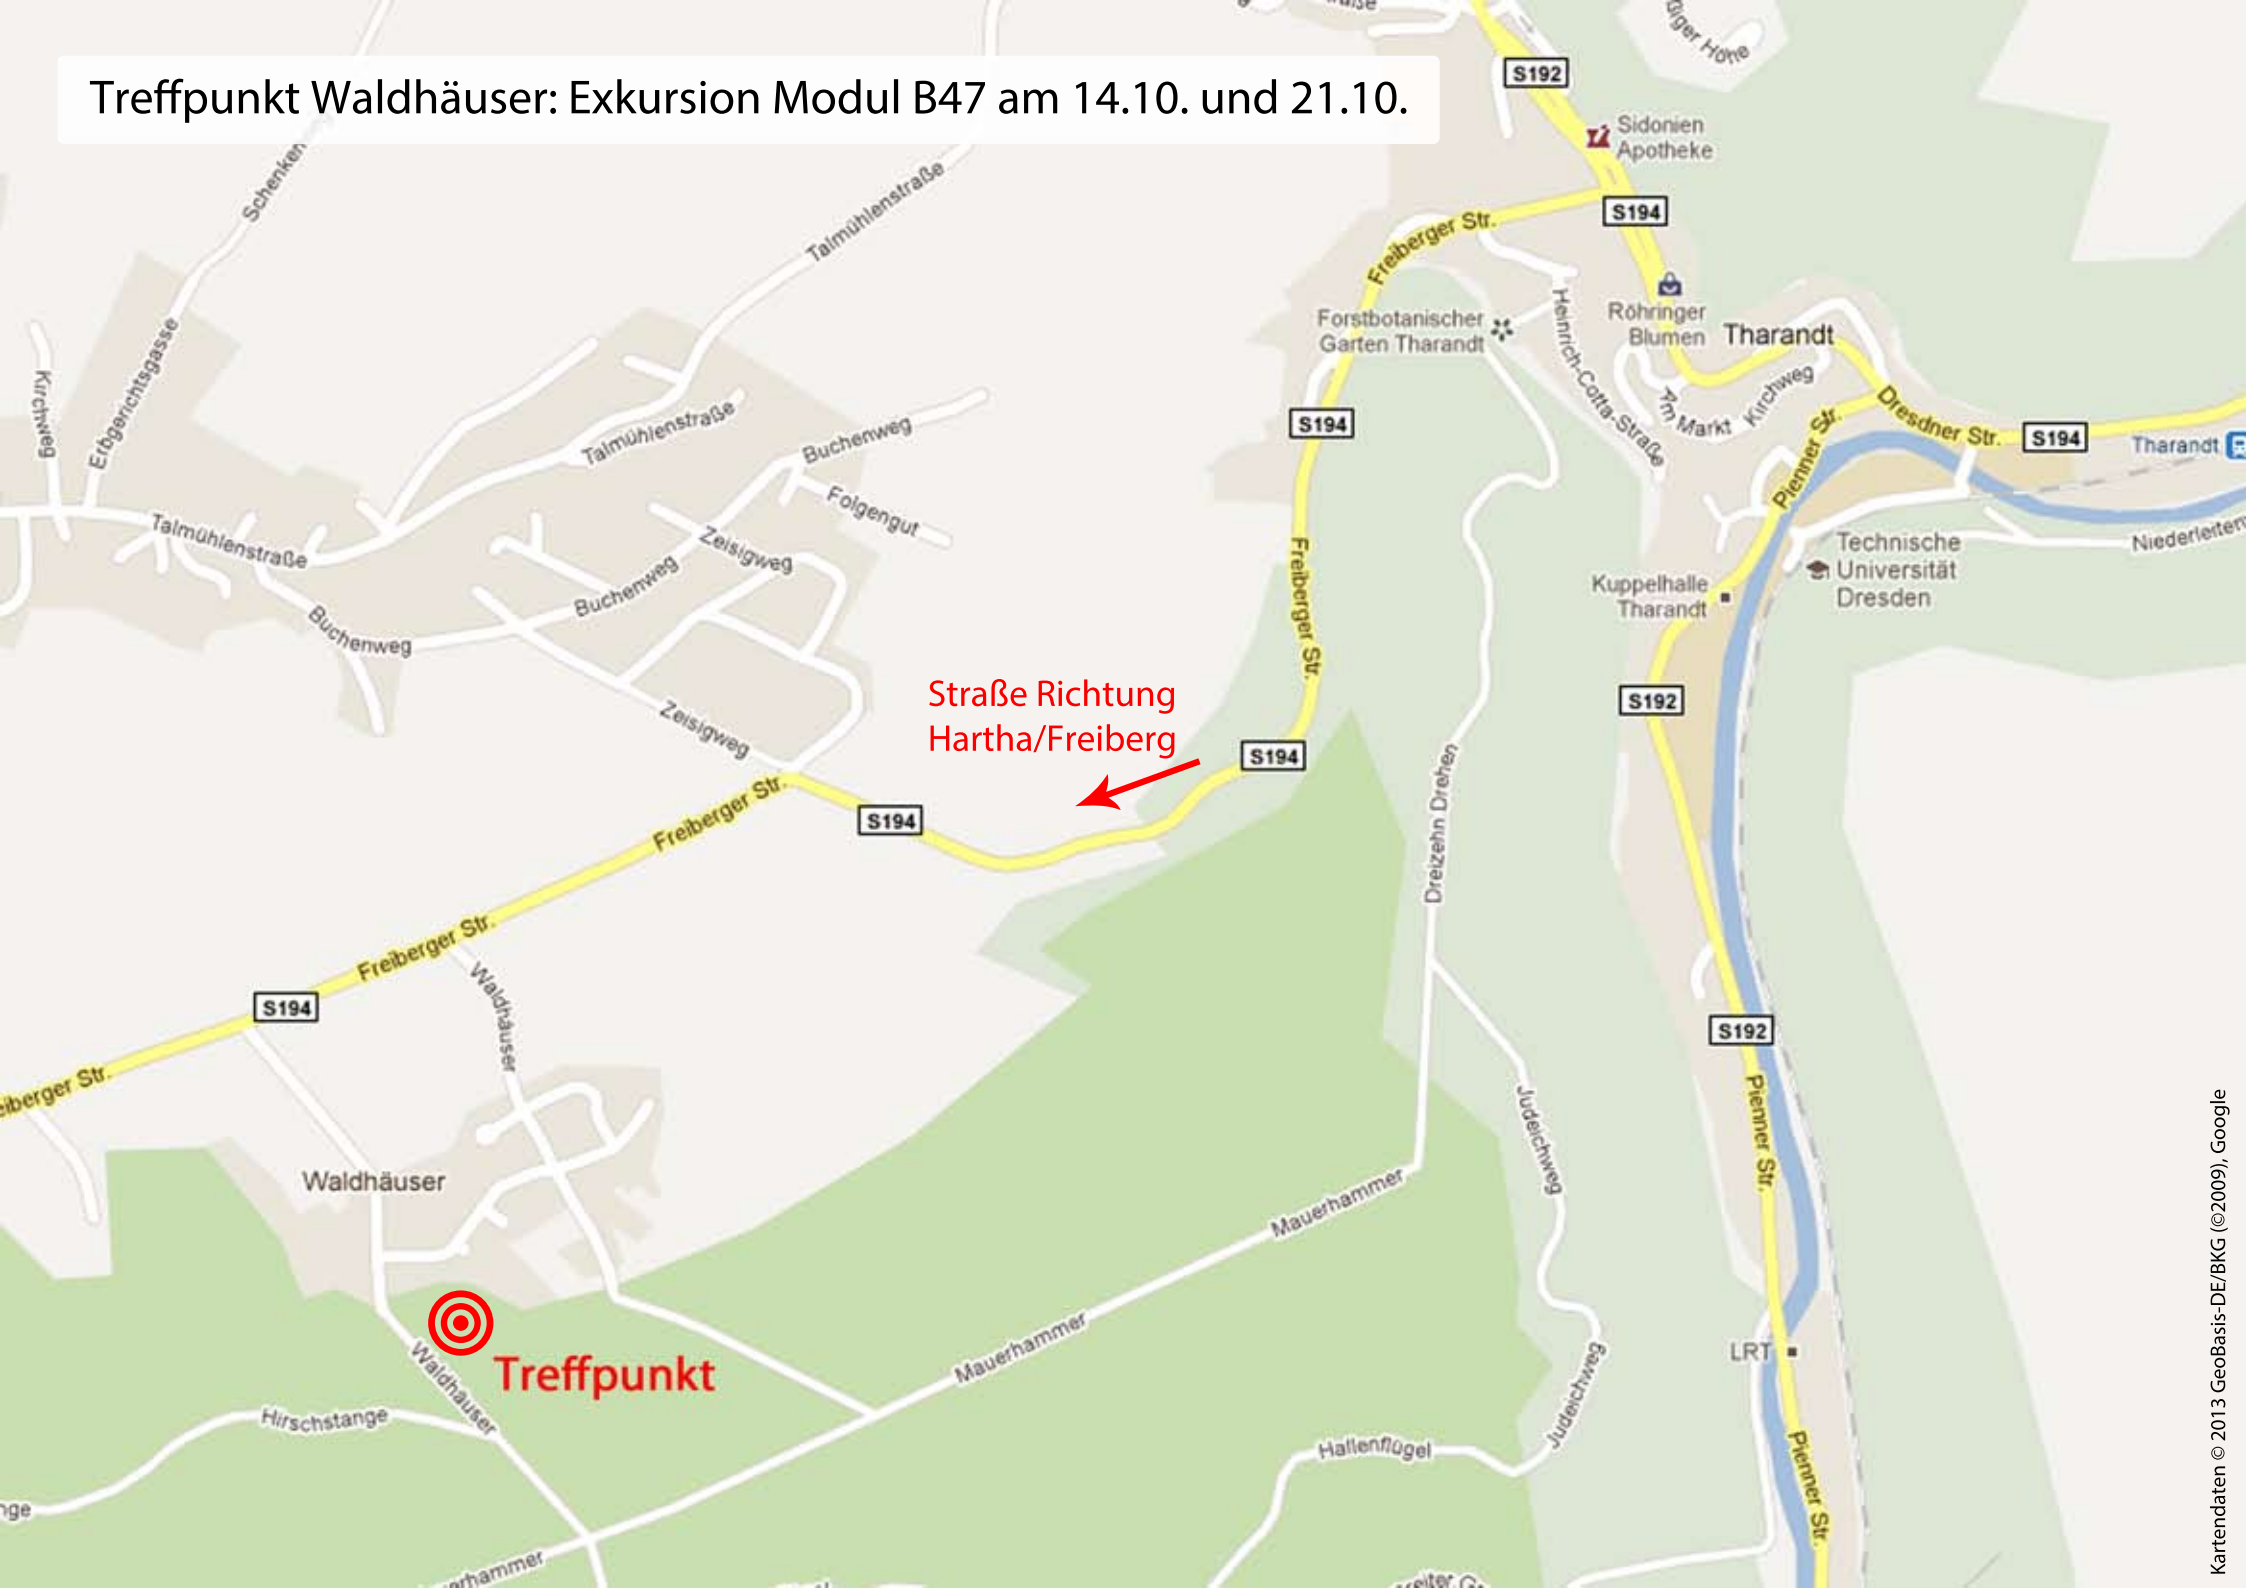 Treffpunkt Waldhäuser: Exkursion Modul B47 am 14.10. und 21.10.
S192
Sidonien
Apotheke
S194
Freiberger Str.
Talmühlenstraße
Erbgerichtsgasse
Kirchweg
Forstbotanischer
Garten Tharandt
Heinrich-Cotta-Straße
Röhringer
Blumen
Tharandt
Am Markt
Kirchweg
Dresdner Str.
S194
Tharandt
Pienner Str.
S194
Talmühlenstraße
Buchenweg
Folgengut
Talmühlenstraße
Zeisigweg
Buchenweg
Buchenweg
Freiberger Str.
Technische
Universität
Dresden
Kuppelhalle
Tharandt
S192
Straße Richtung
Hartha/Freiberg
Zeisigweg
S194
S194
Freiberger Str.
Dreizehn Drehen
Freiberger Str.
Waldhäuser
S194
S192
Freiberger Str.
Judeichweg
Pienner Str.
Waldhäuser
Mauerhammer
Treffpunkt
Waldhäuser
Mauerhammer
LRT
Judeichweg
Hirschstange
Hallenflügel
Pienner Str.
Kartendaten © 2013 GeoBasis-DE/BKG (©2009), Google